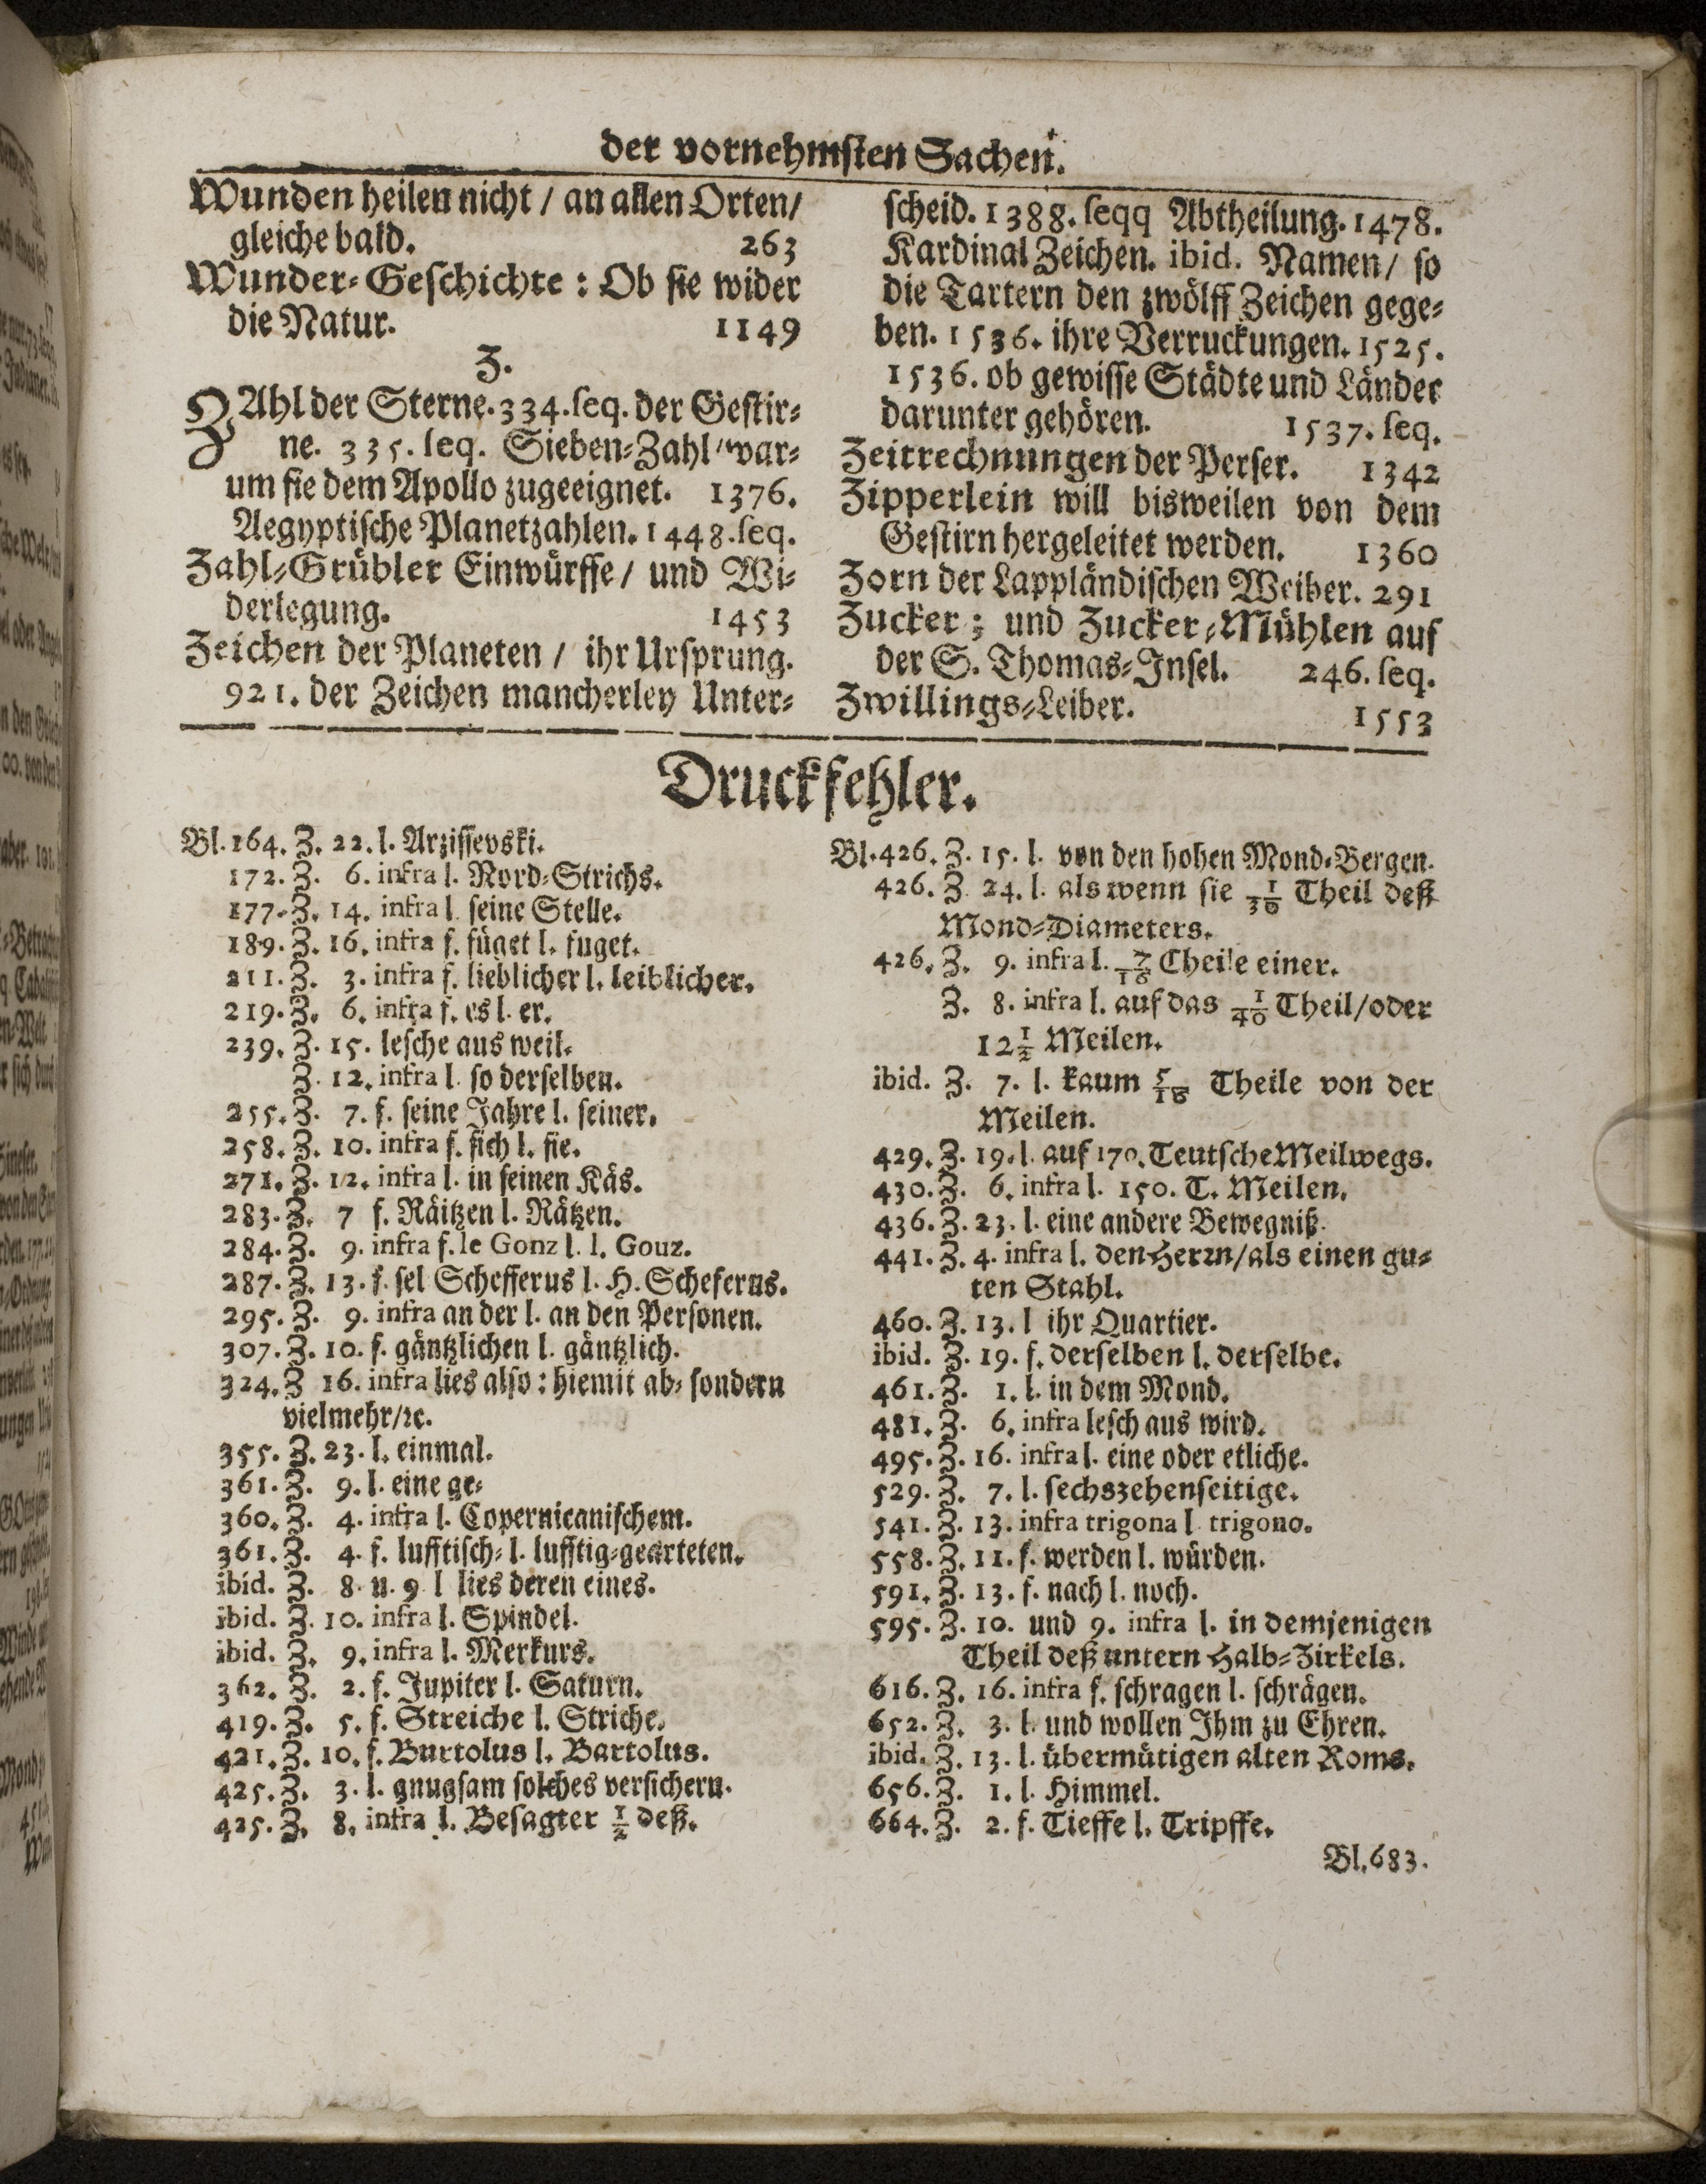 der vornehmsten Sachen.
Wunden heilen nicht / an allen Orten/
gleiche bald. 263
Wunder-Geschichte : Ob sie wider
die Natur. 1149
Z.
ZAhl der Sterne. 334. seq. der Gestir-
ne. 335. seq. Sieben-Zahl / war-
um sie dem Apollo zugeeignet. 1376.
Aegyptische Planetzahlen. 1448. seq.
Zahl-Grübler Einwürffe / und Wi-
derlegung. 1453
Zeichen der Planeten / ihr Ursprung.
921. der Zeichen mancherley Unter-
scheid. 1388. seqq Abtheilung. 1478.
Kardinal Zeichen. ibid. Namen / so
die Tartern den zwölff Zeichen gege-
ben. 1536. ihre Verruckungen. 1525.
1536. ob gewisse Städte und Länder
darunter gehören. 1537. seq.
Zeitrechnungen der Perser. 1342
Zipperlein will bisweilen von dem
Gestirn hergeleitet werden. 1360
Zorn der Lappländischen Weiber. 291
Zucker ; und Zucker-Mühlen auf
der S. Thomas-Insel. 246. seq.
Zwillings-Leiber. 1553
Druckfehler.
Bl. 164. Z. 22. l. Arzissevski.
172. Z. 6. infra l. Nord-Strichs.
177. Z. 14. infra l. seine Stelle.
189. Z. 16. infra f. füget l. fuget.
211. Z. 3. infra f. lieblicher l. leiblicher.
219. Z. 6. infra f. es l. er.
239. Z. 15. lesche aus weil.
Z. 12. infra l. so derselben.
255. Z. 7. f. seine Jahre l. seiner.
258. Z. 10. infra f. sich l. sie.
271. Z. 12. infra l. in seinen Käs.
283. Z. 7 f. Räitzen l. Rätzen.
284. Z. 9. infra f. le Gonz l. l. Gouz.
287. Z. 13. f. sel Schefferus l. H. Scheferus.
295. Z. 9. infra an der l. an den Personen.
307. Z. 10. f. gäntzlichen l. gäntzlich.
324. Z 16. infra lies also : hiemit ab- sondern
vielmehr/ꝛc.
355. Z. 23. l. einmal.
361. Z. 9. l. eine ge-
360. Z. 4. infra l. Copernicanischem.
361. Z. 4. f. lufftisch- l. lufftig-gearteten.
ibid. Z. 8. u. 9 l lies deren eines.
ibid. Z. 10. infra l. Spindel.
ibid. Z. 9. infra l. Merkurs.
362. Z. 2. f. Jupiter l. Saturn.
419. Z. 5. f. Streiche l. Striche.
421. Z. 10. f. Burtolus l. Bartolus.
425. Z. 3. l. gnugsam solches versichern.
425. Z. 8. infra l. Besagter 1/2 deß.
Bl. 426. Z. 15. l. von den hohen Mond-Bergen.
426. Z 24. l. als wenn sie 1/30 Theil deß
Mond-Diameters.
426. Z. 9. infra l. 7/16 Theile einer.
Z. 8. infra l. auf das 1/40 Theil/oder
12 1/2 Meilen.
ibid. Z. 7. l. kaum 5/16 Theile von der
Meilen.
429. Z. 19. l. auf 170. Teutsche Meilwegs.
430. Z. 6. infra l. 150. T. Meilen.
436. Z. 23. l. eine andere Bewegniß.
441. Z. 4. infra l. den Herꝛn/als einen gu-
ten Stahl.
460. Z. 13. l ihr Quartier.
ibid. Z. 19. f. derselben l. derselbe.
461. Z. 1. l. in dem Mond.
481. Z. 6. infra lesch aus wird.
495. Z. 16. infra l. eine oder etliche.
529. Z. 7. l. sechszehenseitige.
541. Z. 13. infra trigona l trigono.
558. Z. 11. f. werden l. würden.
591. Z. 13. f. nach l. noch.
595. Z. 10. und 9. infra l. in demjenigen
Theil deß untern Halb-Zirkels.
616. Z. 16. infra f. schragen l. schrägen.
652. Z. 3. l. und wollen Ihm zu Ehren.
ibid. Z. 13. l. übermütigen alten Roms.
656. Z. 1. l. Himmel.
664. Z. 2. f. Tieffe l. Tripffe.
Bl. 683.